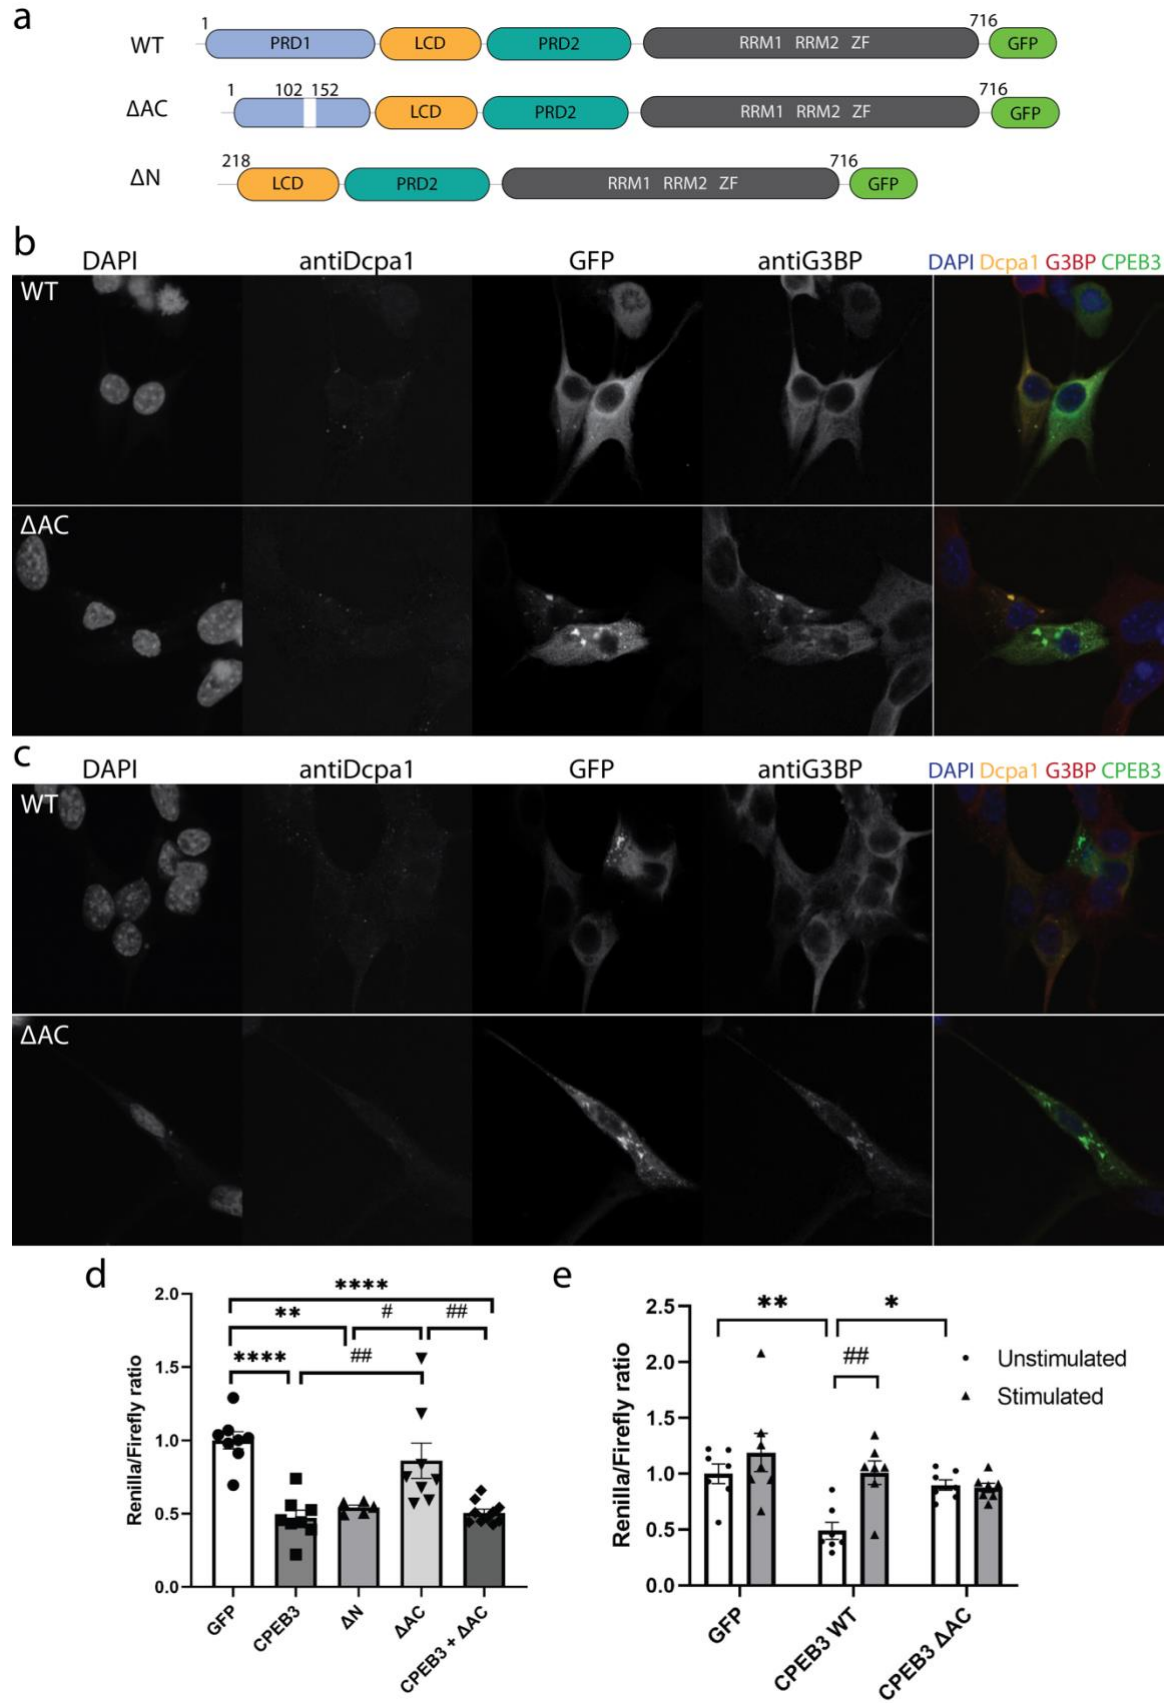 a
1 716
WT PRD1 LCD PRD2 RRM1 RRM2 ZF GFP
1 102 152 716
ΔAC LCD PRD2 RRM1 RRM2 ZF GFP
218 716
ΔN LCD PRD2 RRM1 RRM2 ZF GFP
b
DAPI antiDcpa1 GFP antiG3BP DAPI Dcpa1 G3BP CPEB3
WT
ΔAC
c
DAPI antiDcpa1 GFP antiG3BP DAPI Dcpa1 G3BP CPEB3
WT
ΔAC
d
Renilla/Firefly ratio
2.0
1.5
1.0
0.5
0.0
****
** # ##
**** ##
GFP
CPEB3
ΔN
ΔAC
CPEB3 + ΔAC
e
Renilla/Firefly ratio
2.5
2.0
1.5
1.0
0.5
0.0
** *
##
Unstimulated
Stimulated
GFP
CPEB3 WT
CPEB3 ΔAC